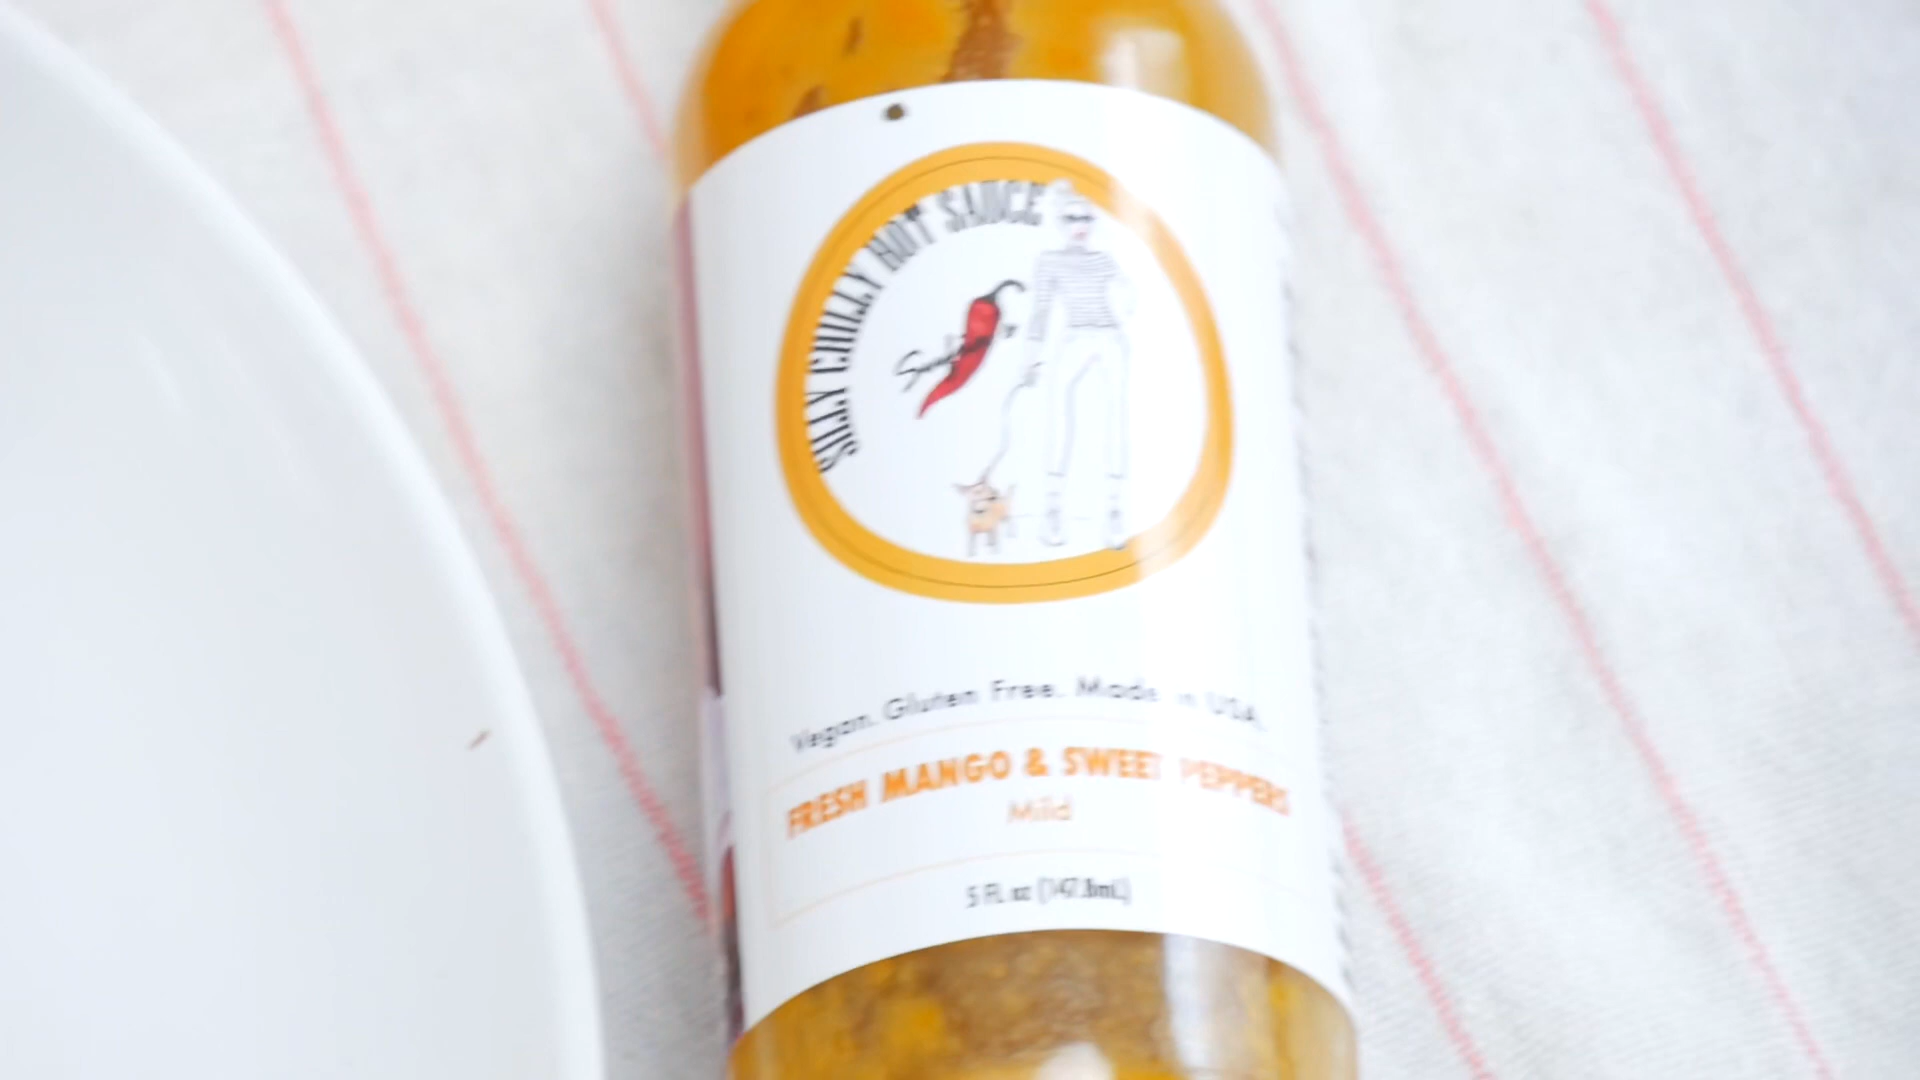 SILLY CHILLY HOT SAUCE
Vegan. Gluten Free. Made in USA.
FRESH MANGO & SWEET PEPPERS
Mild
5 FL oz (147.8mL)